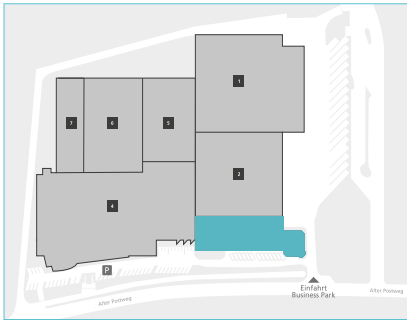 1
7
6
5
2
4
P
Einfahrt
Business Park
Alter Postweg
Alter Postweg